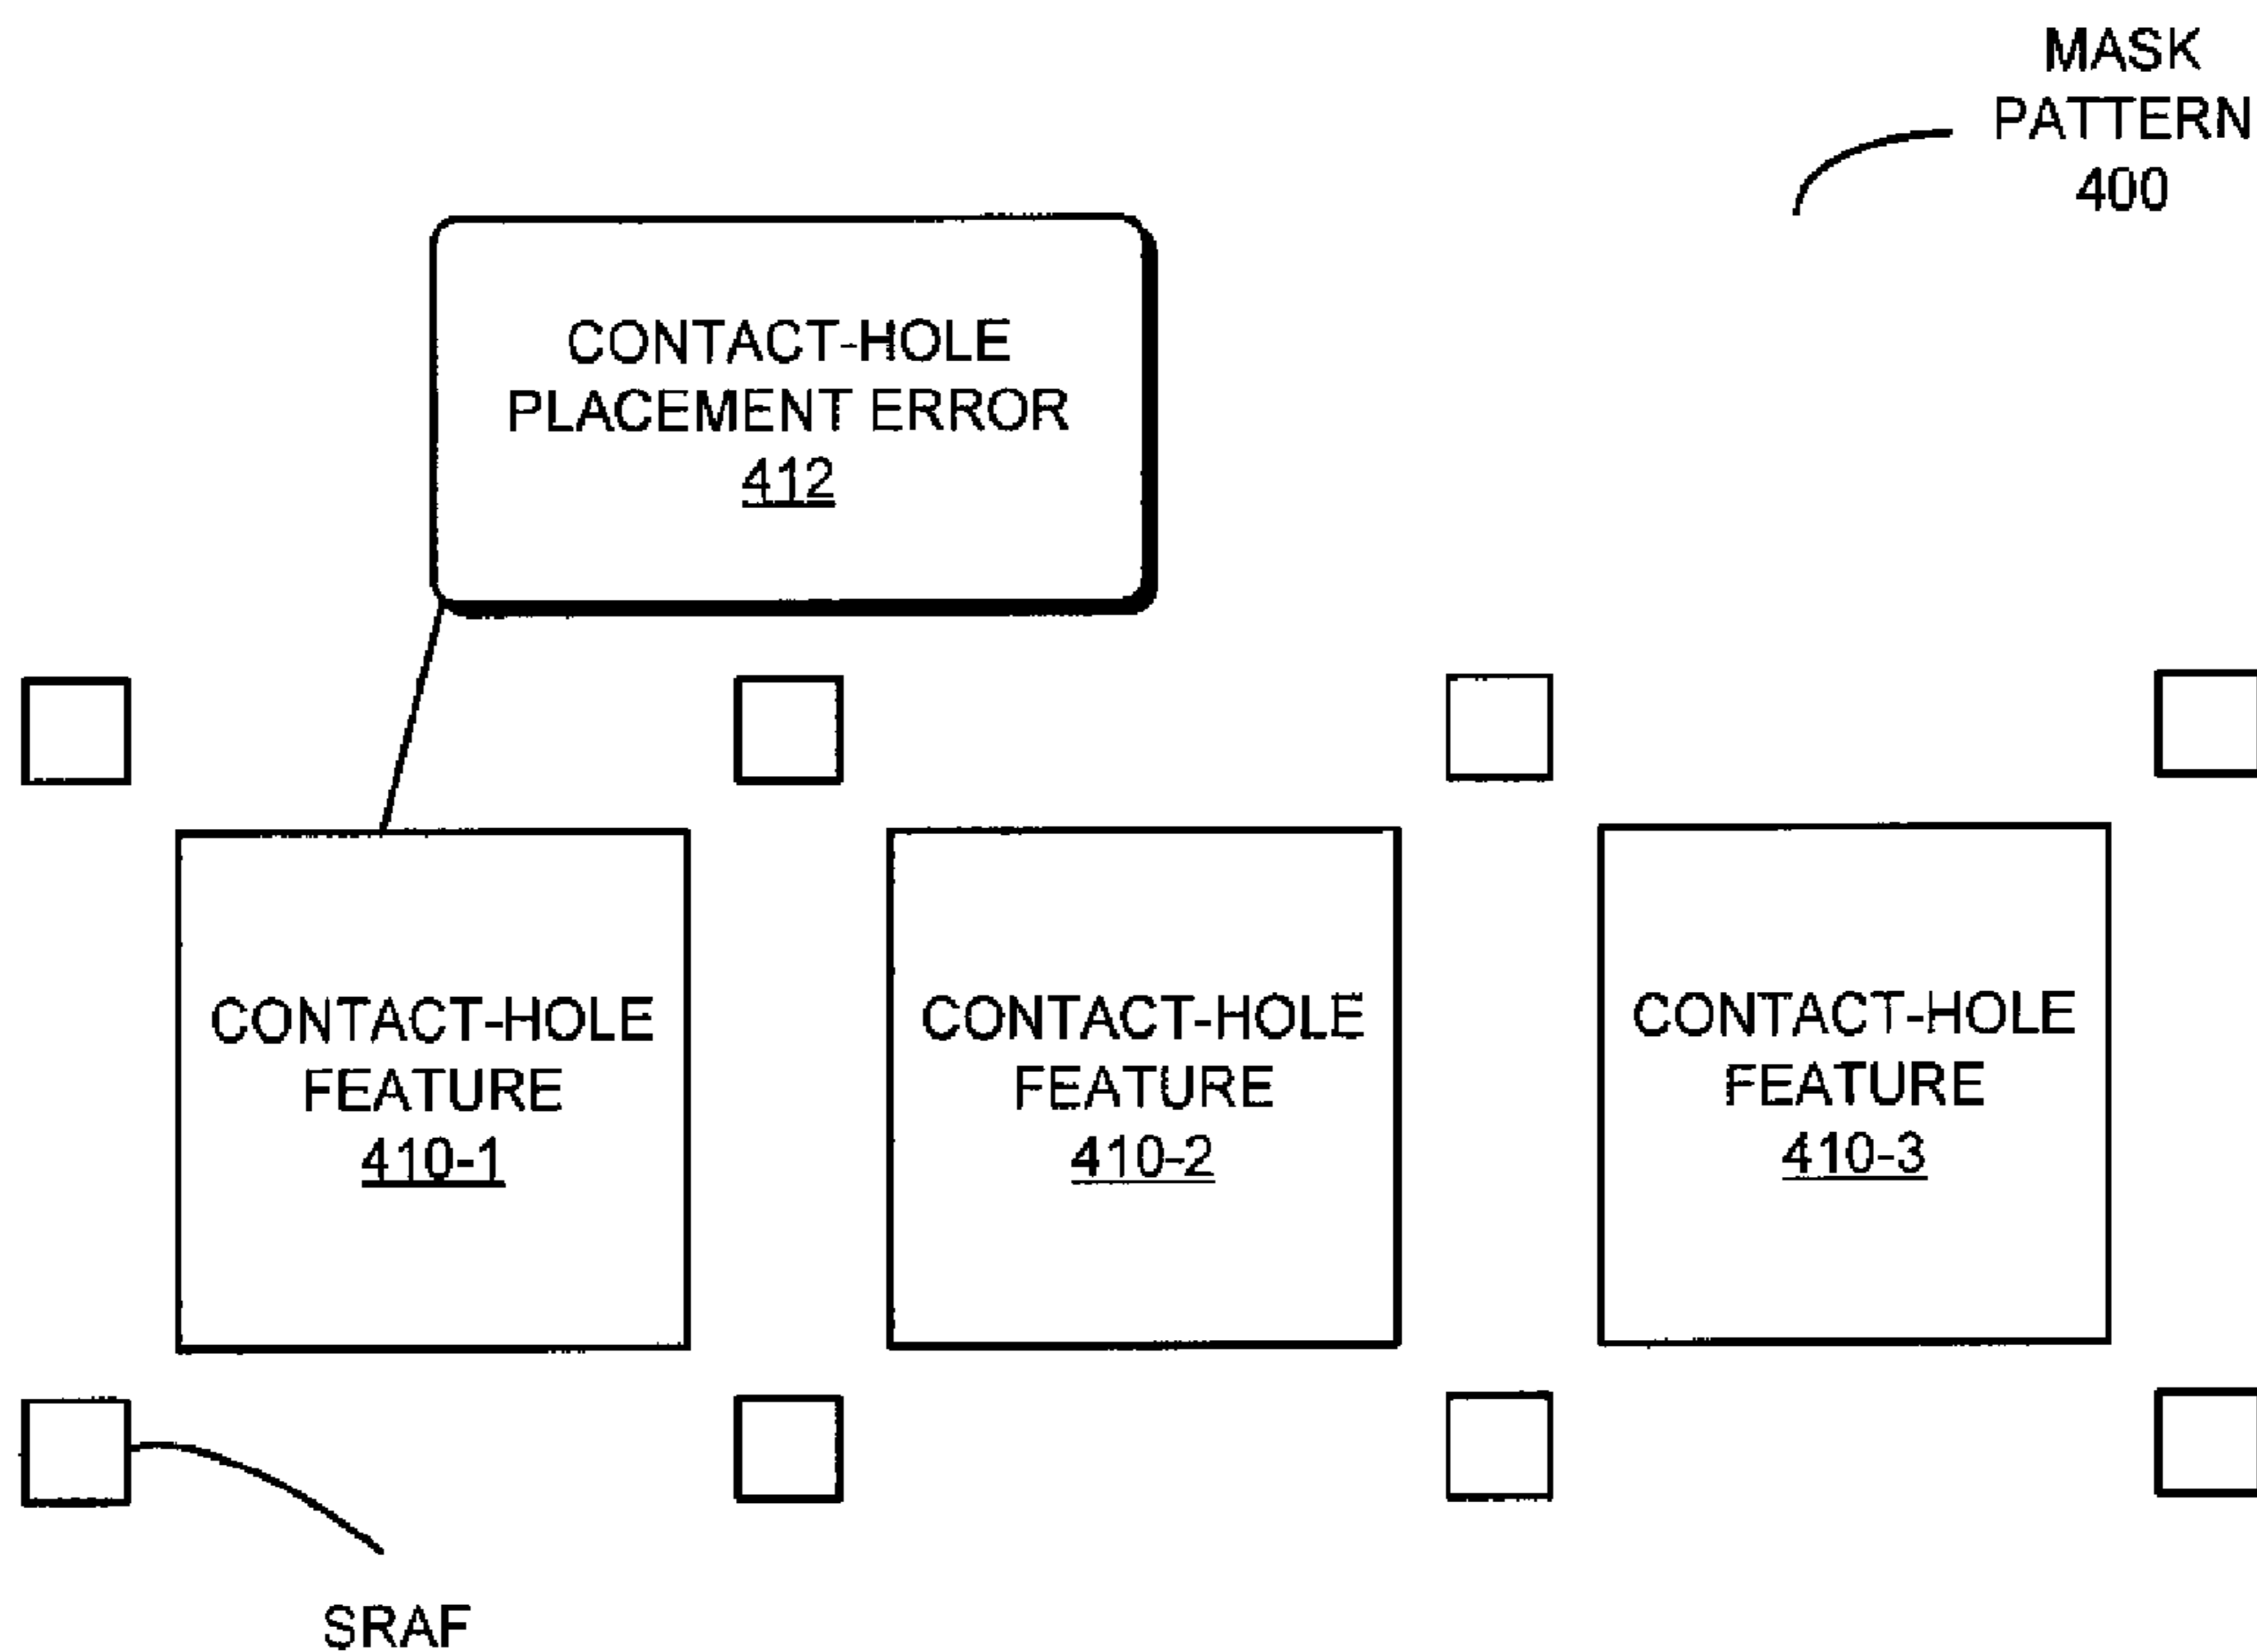 MASK
PATTERN
400
CONTACT-HOLE
PLACEMENT ERROR
412
CONTACT-HOLE
FEATURE
410-1
CONTACT-HOLE
FEATURE
410-2
CONTACT-HOLE
FEATURE
410-3
SRAF